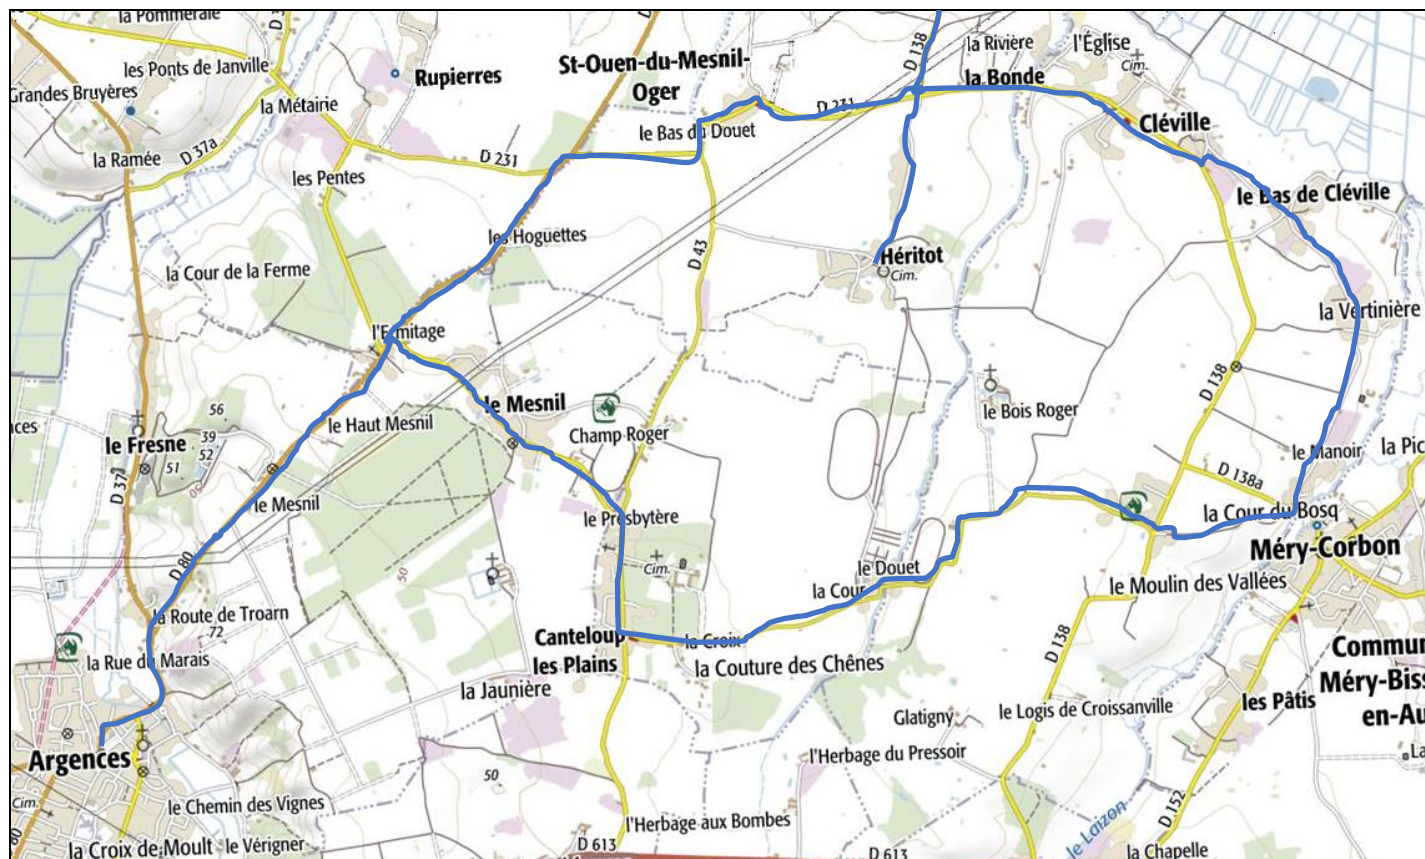 la Pommeraie
D 37
la Rivière
l'Église
D 138
Cim.
les Ponts de Janville
Rupierres
St-Ouen-du-Mesnil-
Oger
la Bonde
Grandes Bruyères
la Métairie
D 231
Cléville
le Bas du Douet
la Ramée
D 37a
D 231
les Pentes
le Bas de Cléville
les Hoguettes
D 43
Héritot
Cim.
la Cour de la Ferme
la Vertinière
l'Ermitage
D 138
le Mesnil
56
le Bois Roger
le Haut Mesnil
Champ Roger
39
le Fresne
52
51
le Manoir
la Pic
D 138a
50
D 37
le Mesnil
le Presbytère
la Cour du Bosq
Méry-Corbon
D 80
50
Cim.
le Douet
le Moulin des Vallées
la Cour
la Route de Troarn
72
Canteloup
les Plains
la Croix
D 138
la Rue du Marais
la Couture des Chênes
Commun
Méry-Biss
en-Au
la Jaunière
les Pâtis
le Logis de Croissanville
Glatigny
Argences
l'Herbage du Pressoir
50
Cim.
le Chemin des Vignes
D 152
l'Herbage aux Bombes
le Laizon
la Croix de Moult
le Vérigner
D 613
D 613
la Chapelle